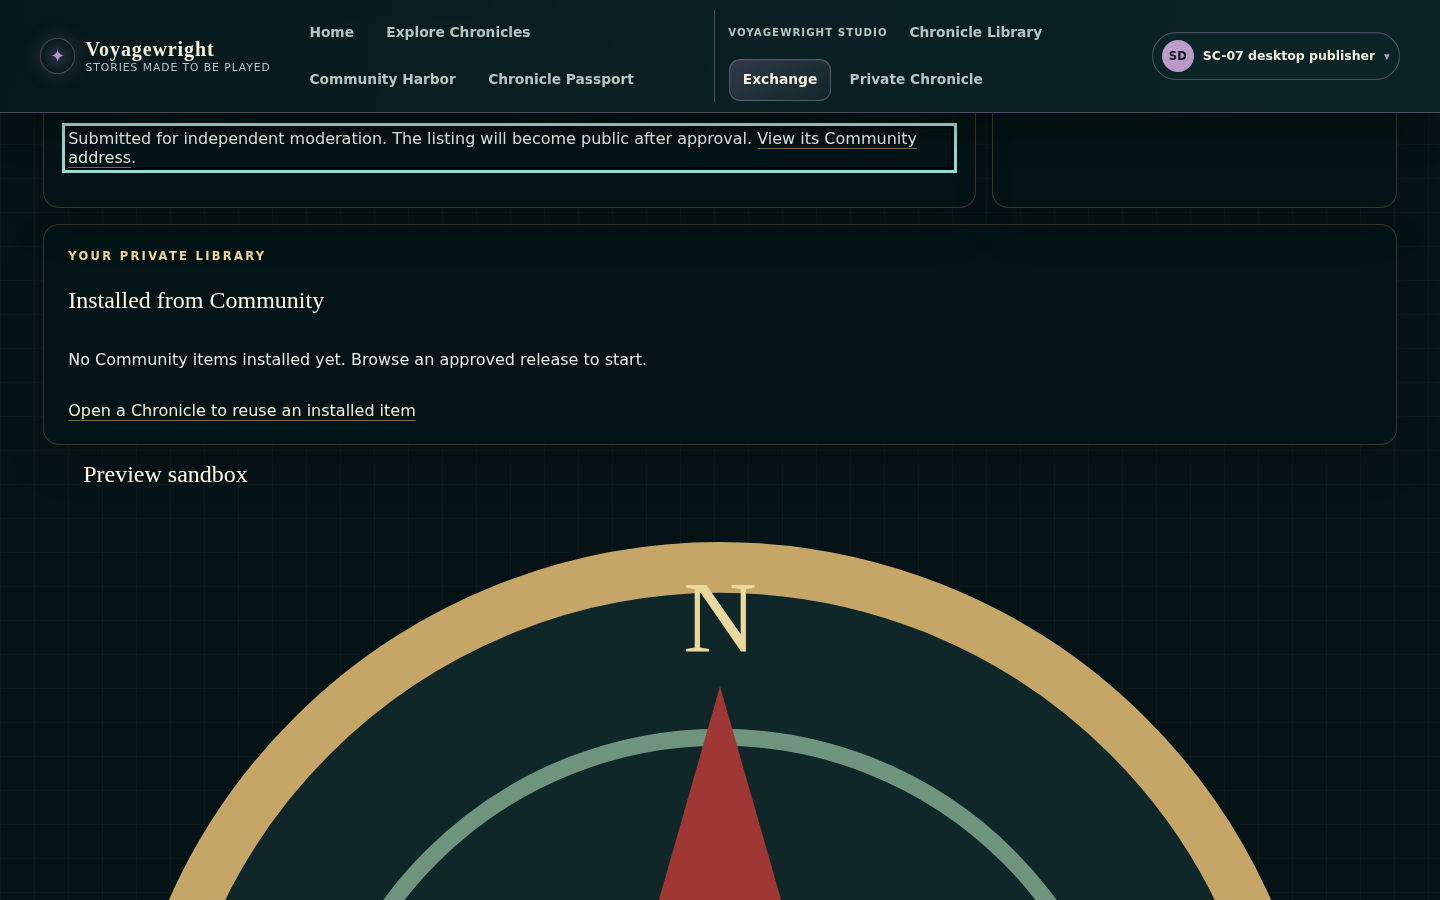 Voyagewright
STORIES MADE TO BE PLAYED
Home
Explore Chronicles
Community Harbor
Chronicle Passport
VOYAGEWRIGHT STUDIO
Chronicle Library
Exchange
Private Chronicle
SD
SC-07 desktop publisher
Submitted for independent moderation. The listing will become public after approval. View its Community
address.
YOUR PRIVATE LIBRARY
Installed from Community
No Community items installed yet. Browse an approved release to start.
Open a Chronicle to reuse an installed item
Preview sandbox
N